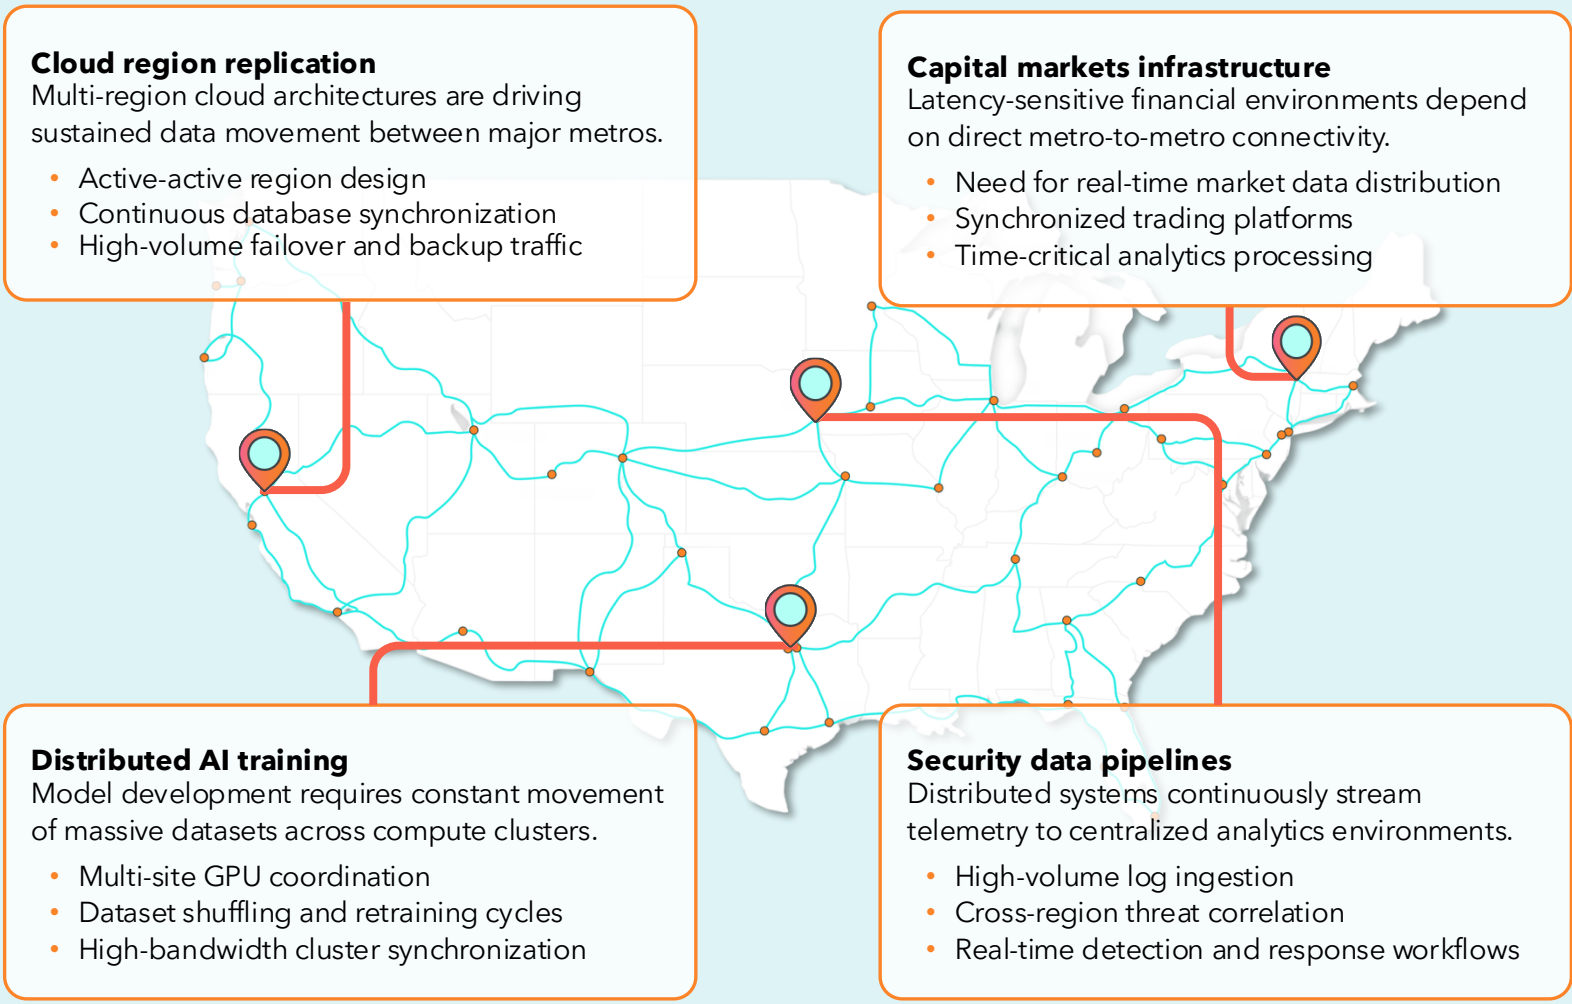 Cloud region replication
Multi-region cloud architectures are driving
sustained data movement between major metros.
• Active-active region design
• Continuous database synchronization
• High-volume failover and backup traffic
Capital markets infrastructure
Latency-sensitive financial environments depend
on direct metro-to-metro connectivity.
• Need for real-time market data distribution
• Synchronized trading platforms
• Time-critical analytics processing
Distributed AI training
Model development requires constant movement
of massive datasets across compute clusters.
• Multi-site GPU coordination
• Dataset shuffling and retraining cycles
• High-bandwidth cluster synchronization
Security data pipelines
Distributed systems continuously stream
telemetry to centralized analytics environments.
• High-volume log ingestion
• Cross-region threat correlation
• Real-time detection and response workflows